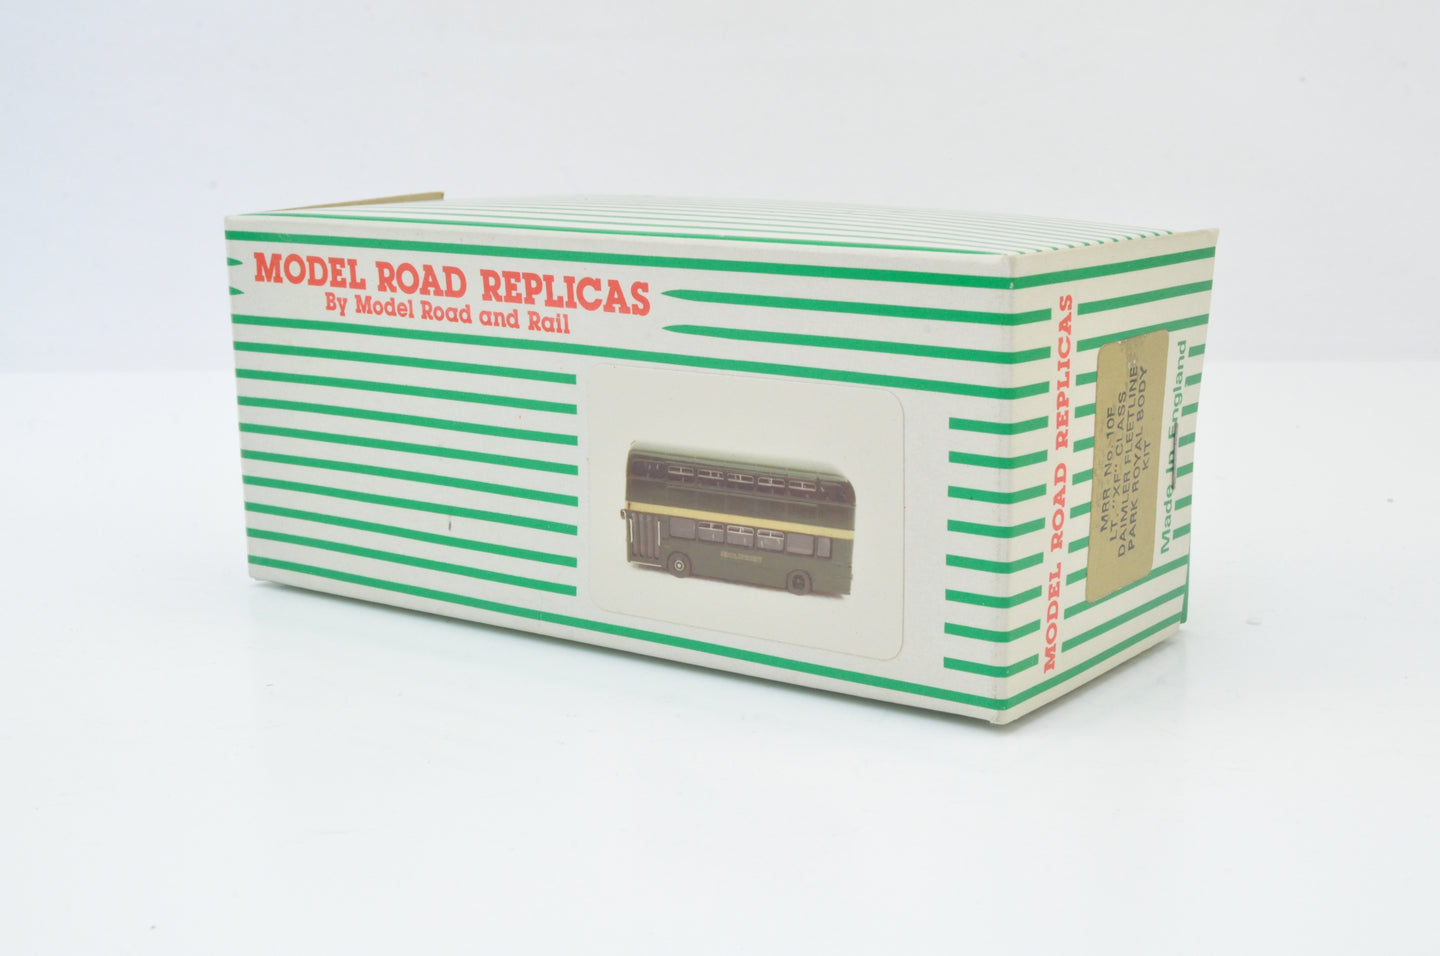 MODEL ROAD REPLICAS
By Model Road and Rail
MODEL ROAD REPLICAS
MRR No. 10F
LT. "XF" CLASS
DAIMLER FLEETLINE
PARK ROYAL BODY
KIT
Made in England